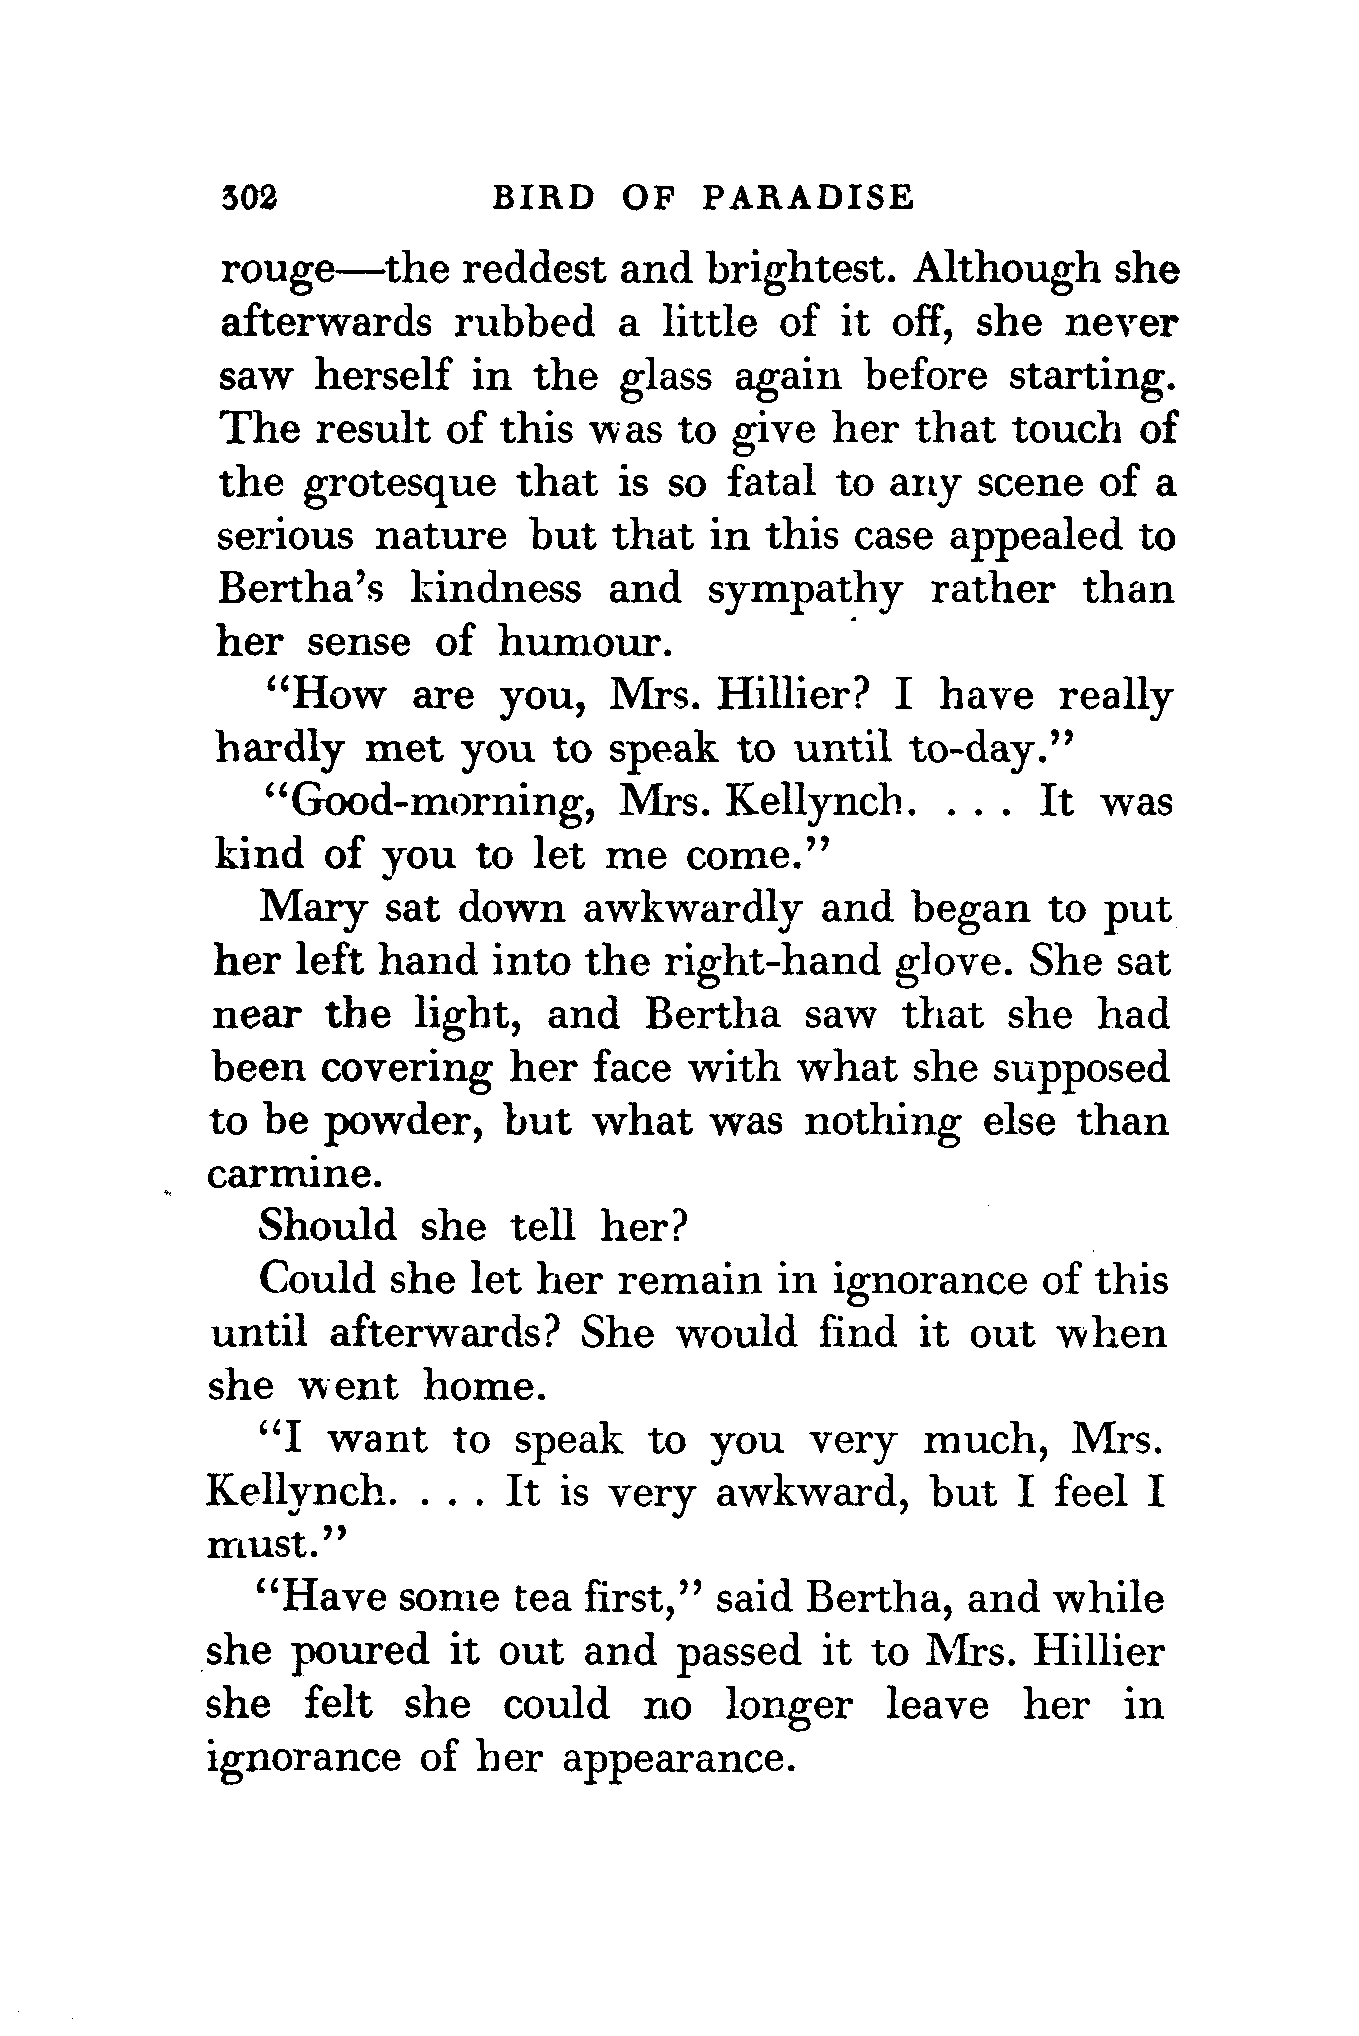 302 BIRD OF PARADISE
rouge—the reddest and brightest. Although she
afterwards rubbed a little of it off, she never
saw herself in the glass again before starting.
The result of this was to give her that touch of
the grotesque that is so fatal to any scene of a
serious nature but that in this case appealed to
Bertha's kindness and sympathy rather than
her sense of humour.
“How are you, Mrs. Hillier? I have really
hardly met you to speak to until to-day.”
“Good-morning, Mrs. Kellynch. . . . It was
kind of you to let me come.”
Mary sat down awkwardly and began to put
her left hand into the right-hand glove. She sat
near the light, and Bertha saw that she had
been covering her face with what she supposed
to be powder, but what was nothing else than
carmine.
Should she tell her?
Could she let her remain in ignorance of this
until afterwards? She would find it out when
she went home.
“I want to speak to you very much, Mrs.
Kellynch. . . . It is very awkward, but I feel I
must.”
“Have some tea first,” said Bertha, and while
she poured it out and passed it to Mrs. Hillier
she felt she could no longer leave her in
ignorance of her appearance.